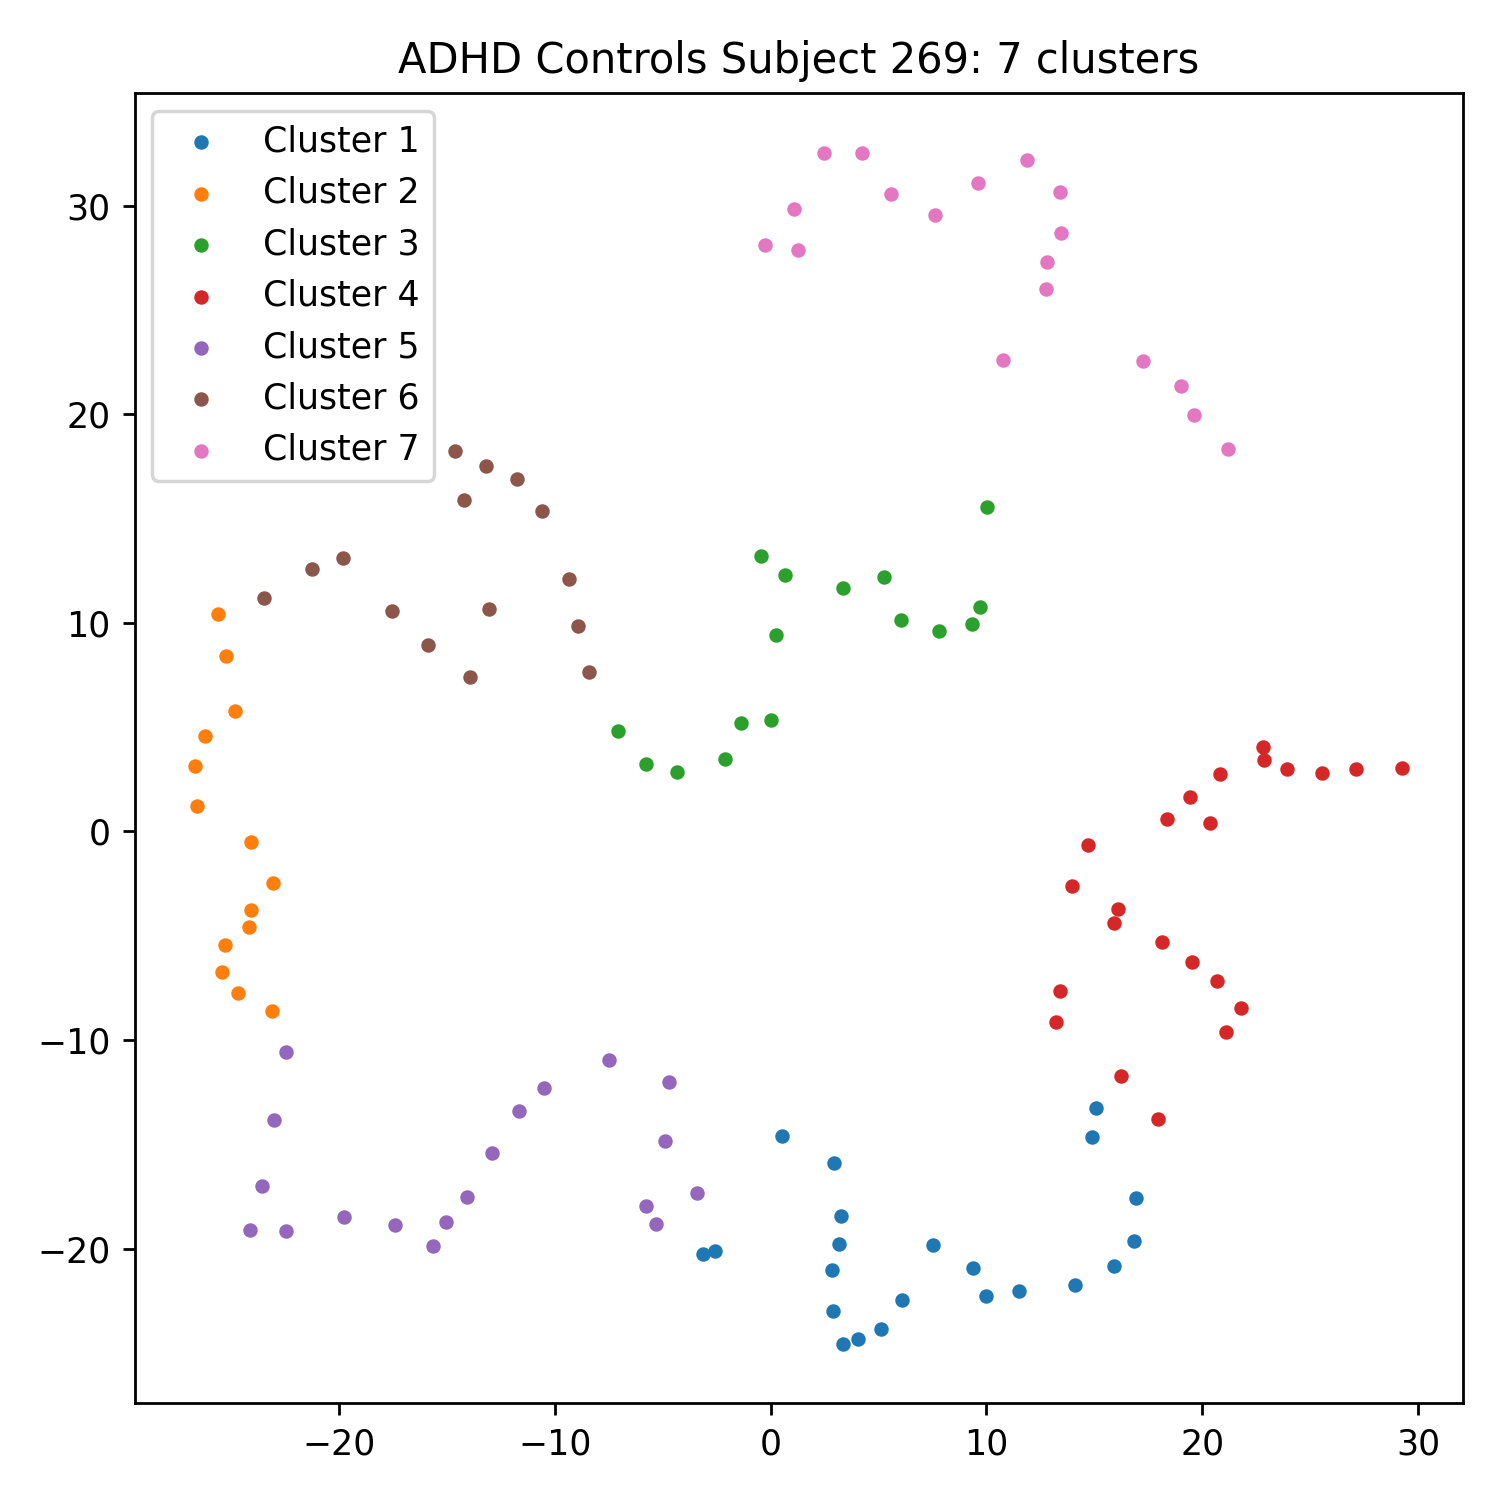 ADHD Controls Subject 269: 7 clusters
Cluster 1
Cluster 2
Cluster 3
Cluster 4
Cluster 5
Cluster 6
Cluster 7
30
20
10
0
−10
−20
−20 −10 0 10 20 30